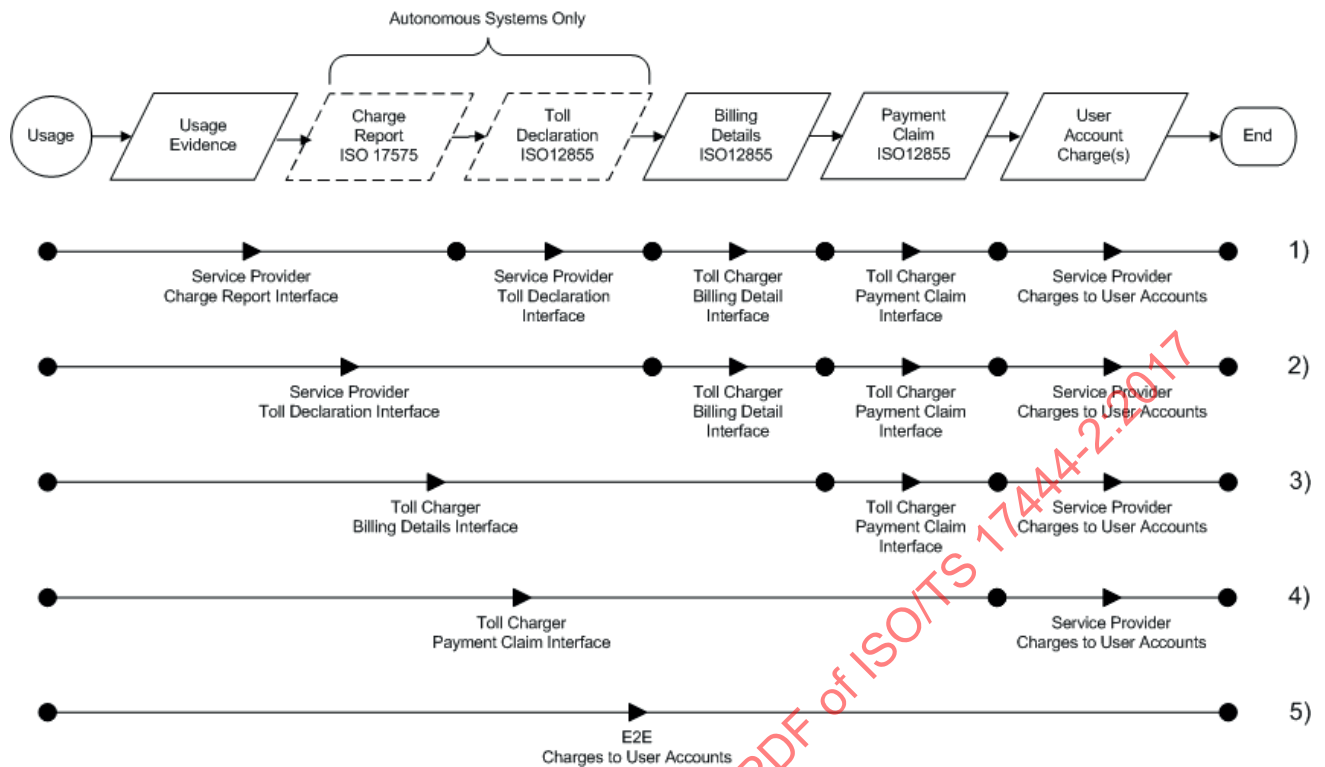 Autonomous Systems Only
Usage
Usage
Evidence
Charge
Report
ISO 17575
Toll
Declaration
ISO12855
Billing
Details
ISO12855
Payment
Claim
ISO12855
User
Account
Charge(s)
End
1)
Service Provider
Charge Report Interface
Service Provider
Toll Declaration
Interface
Toll Charger
Billing Detail
Interface
Toll Charger
Payment Claim
Interface
Service Provider
Charges to User Accounts
2)
Service Provider
Toll Declaration Interface
Toll Charger
Billing Detail
Interface
Toll Charger
Payment Claim
Interface
Service Provider
Charges to User Accounts
3)
Toll Charger
Billing Details Interface
Toll Charger
Payment Claim
Interface
Service Provider
Charges to User Accounts
4)
Toll Charger
Payment Claim Interface
Service Provider
Charges to User Accounts
5)
E2E
Charges to User Accounts
PDF of ISO/TS 17444-2:2017